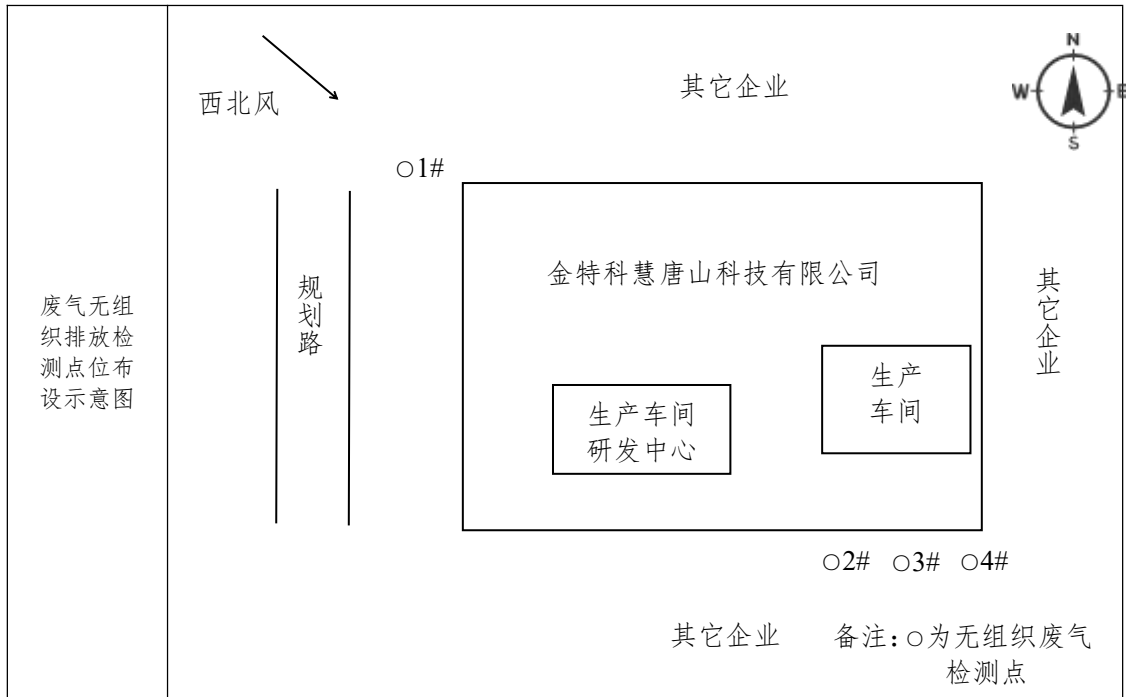 废气无组
织排放检
测点位布
设示意图
西北风
其它企业
N
W
E
S
○1#
规划路
金特科慧唐山科技有限公司
其它企业
生产
车间
生产车间
研发中心
○2# ○3# ○4#
其它企业
备注:○为无组织废气
检测点